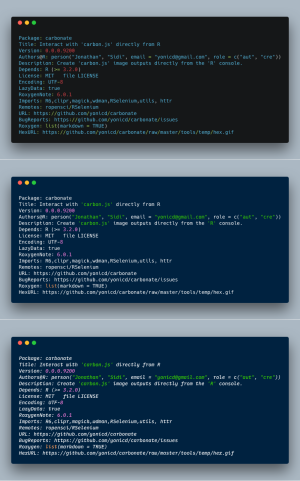 Package: carbonate
Title: Interact with 'carbon.js' directly from R
Version: 0.0.0.9200
Authors@R: person("Jonathan", "Sidi", email = "yonicd@gmail.com", role = c("aut", "cre"))
Description: Create 'carbon.js' image outputs directly from the 'R' console.
Depends: R (>= 3.2.0)
License: MIT + file LICENSE
Encoding: UTF-8
LazyData: true
RoxygenNote: 6.0.1
Imports: R6,clipr,magick,wdman,RSelenium,utils, httr
Remotes: ropensci/RSelenium
URL: https://github.com/yonicd/carbonate
BugReports: https://github.com/yonicd/carbonate/issues
Roxygen: list(markdown = TRUE)
HexURL: https://github.com/yonicd/carbonate/raw/master/tools/temp/hex.gif
Package: carbonate
Title: Interact with 'carbon.js' directly from R
Version: 0.0.0.9200
Authors@R: person("Jonathan", "Sidi", email = "yonicd@gmail.com", role = c("aut", "cre"))
Description: Create 'carbon.js' image outputs directly from the 'R' console.
Depends: R (>= 3.2.0)
License: MIT + file LICENSE
Encoding: UTF-8
LazyData: true
RoxygenNote: 6.0.1
Imports: R6,clipr,magick,wdman,RSelenium,utils, httr
Remotes: ropensci/RSelenium
URL: https://github.com/yonicd/carbonate
BugReports: https://github.com/yonicd/carbonate/issues
Roxygen: list(markdown = TRUE)
HexURL: https://github.com/yonicd/carbonate/raw/master/tools/temp/hex.gif
Package: carbonate
Title: Interact with 'carbon.js' directly from R
Version: 0.0.0.9200
Authors@R: person("Jonathan", "Sidi", email = "yonicd@gmail.com", role = c("aut", "cre"))
Description: Create 'carbon.js' image outputs directly from the 'R' console.
Depends: R (>= 3.2.0)
License: MIT + file LICENSE
Encoding: UTF-8
LazyData: true
RoxygenNote: 6.0.1
Imports: R6,clipr,magick,wdman,RSelenium,utils, httr
Remotes: ropensci/RSelenium
URL: https://github.com/yonicd/carbonate
BugReports: https://github.com/yonicd/carbonate/issues
Roxygen: list(markdown = TRUE)
HexURL: https://github.com/yonicd/carbonate/raw/master/tools/temp/hex.gif